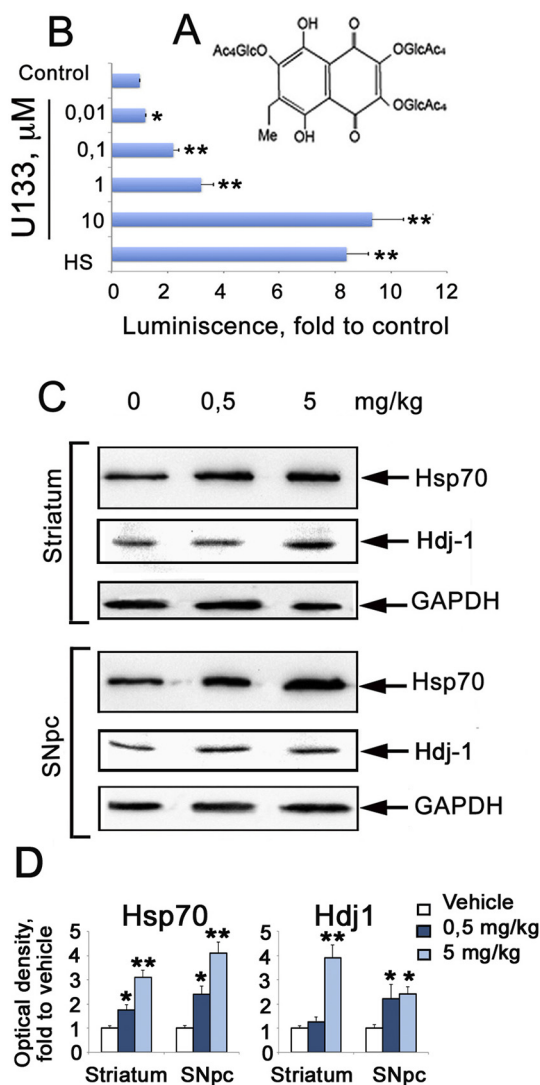 B
A
OH
O
Ac4GlcO
OGlcAc4
OGlcAc4
Me
OH
O
Control
U133, μM
0,01
*
0,1
**
1
**
10
**
HS
**
0 2 4 6 8 10 12
Luminiscence, fold to control
C
0 0,5 5 mg/kg
Striatum
Hsp70
Hdj-1
GAPDH
SNpc
Hsp70
Hdj-1
GAPDH
D
Hsp70
Hdj1
Vehicle
0,5 mg/kg
5 mg/kg
Optical density,
fold to vehicle
5
4
3
2
1
0
* ** * **
Striatum SNpc
5
4
3
2
1
0
** * *
Striatum SNpc